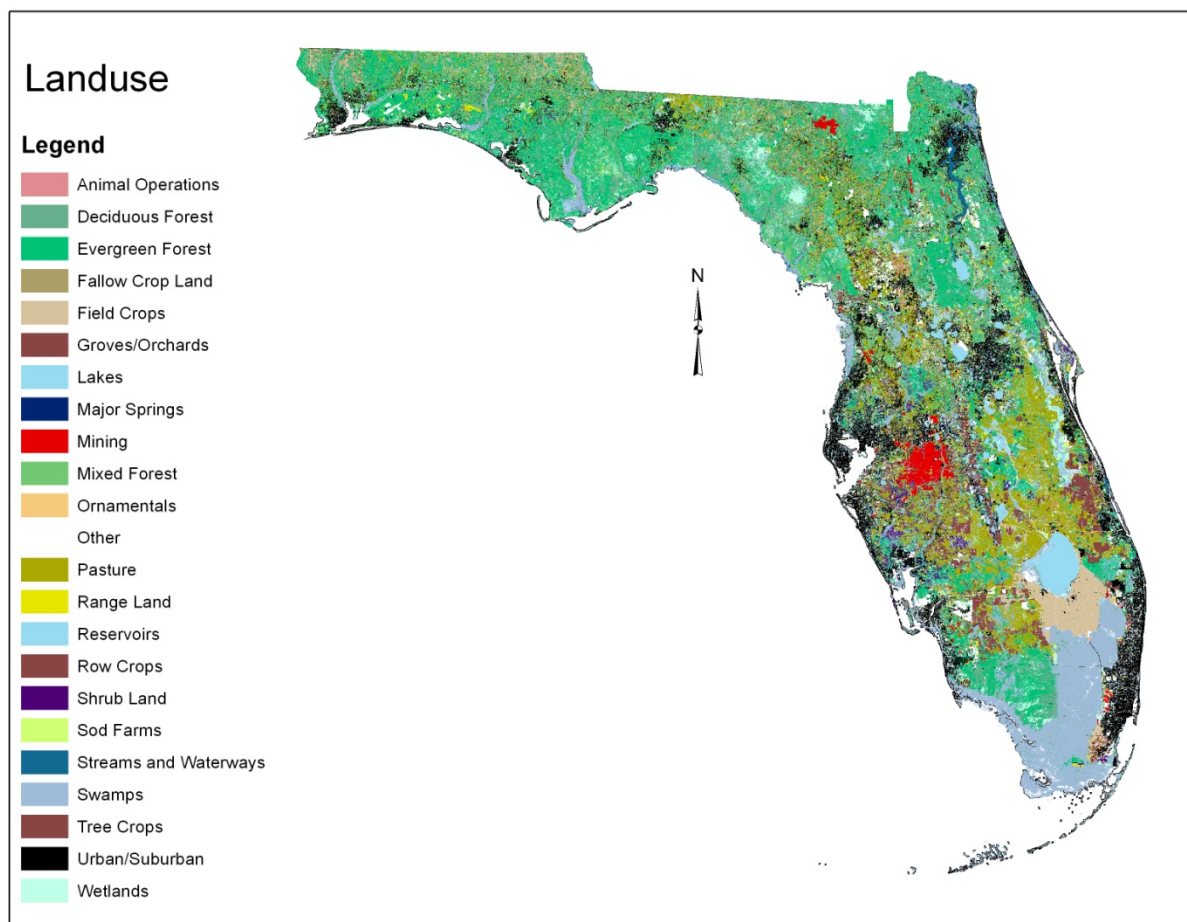 Landuse
Legend
Animal Operations
Deciduous Forest
Evergreen Forest
Fallow Crop Land
Field Crops
Groves/Orchards
Lakes
Major Springs
Mining
Mixed Forest
Ornamentals
Other
Pasture
Range Land
Reservoirs
Row Crops
Shrub Land
Sod Farms
Streams and Waterways
Swamps
Tree Crops
Urban/Suburban
Wetlands
N